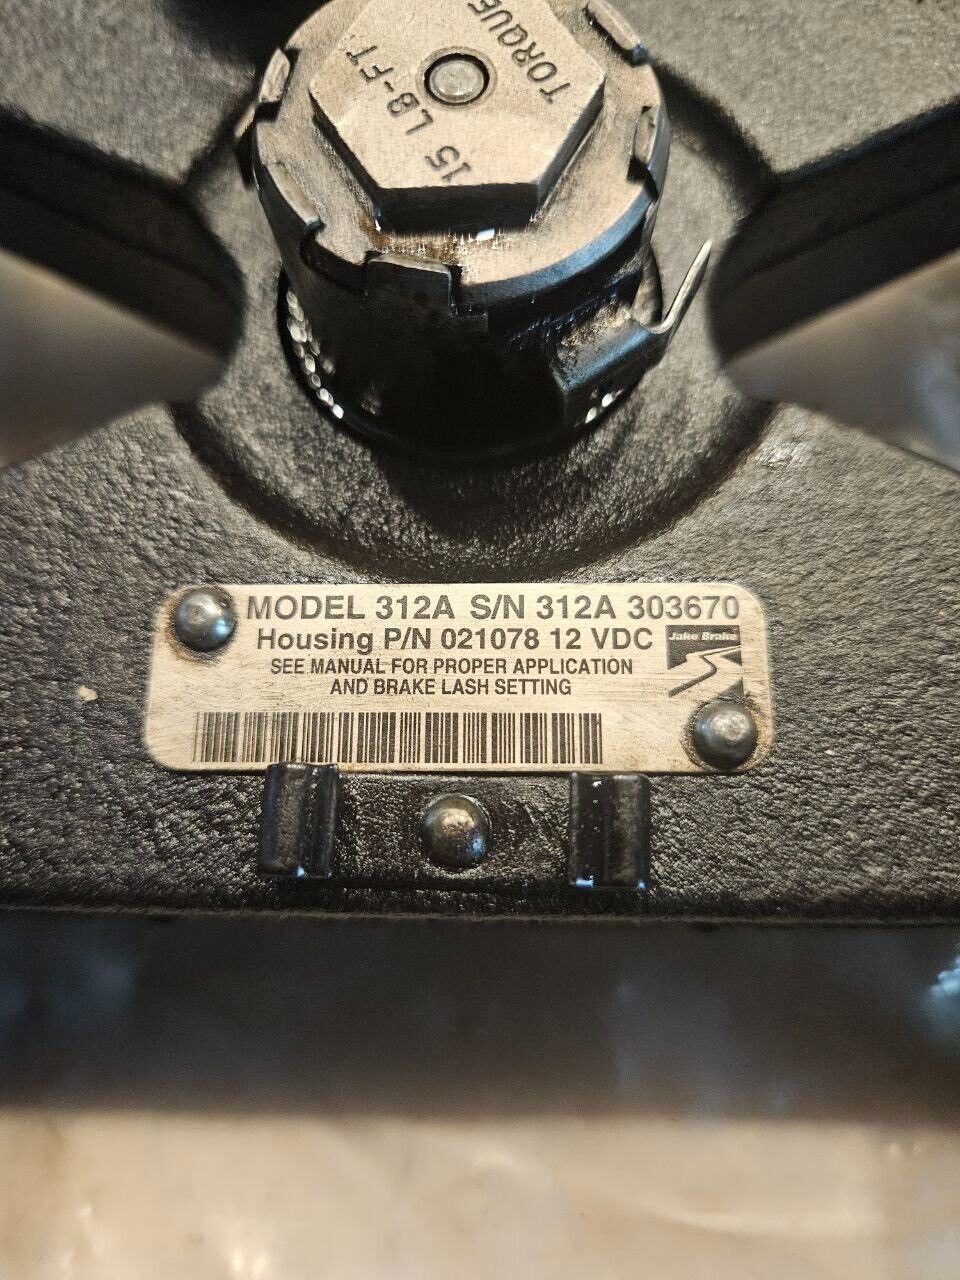 15 LB-FT
TORQUE
MODEL 312A S/N 312A 303670
Housing P/N 021078 12 VDC
Jake Brake
SEE MANUAL FOR PROPER APPLICATION
AND BRAKE LASH SETTING